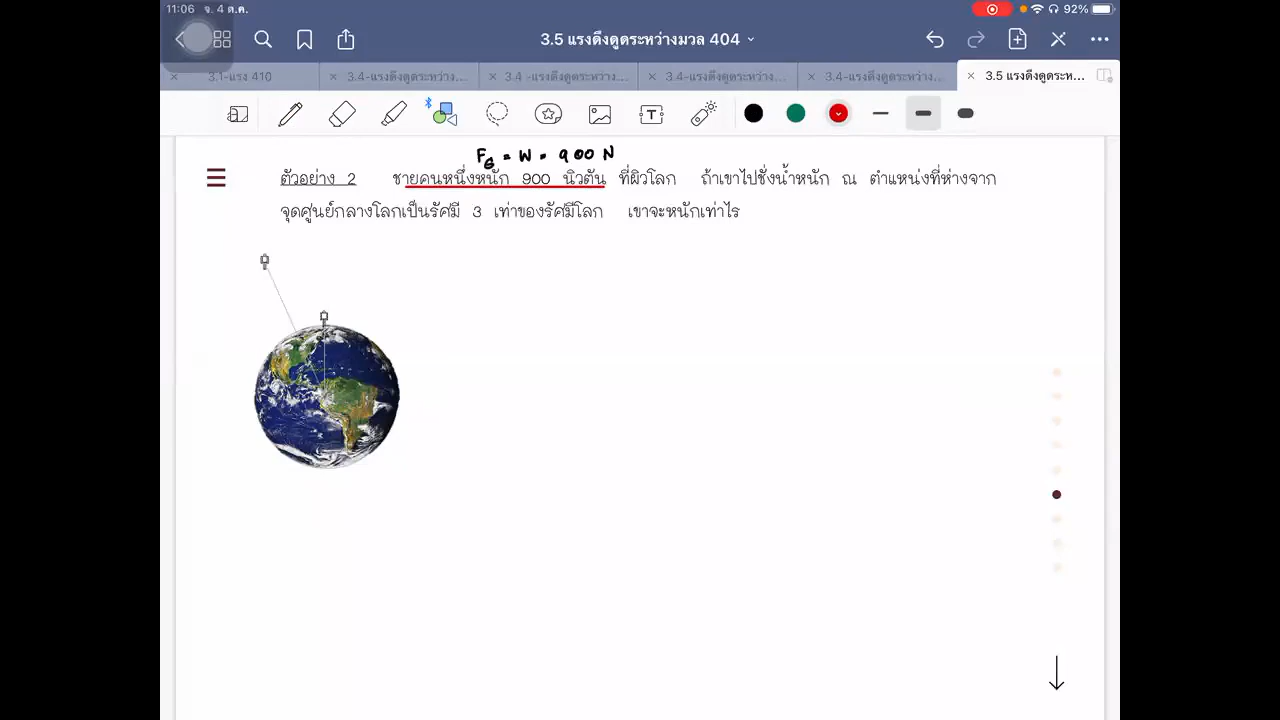 11:06 จ. 4 ต.ค.
92%
3.5 แรงดึงดูดระหว่างมวล 404
3.1-แรง 410
3.4-แรงดึงดูดระหว่าง...
3.4 -แรงดึงดูดระหว่าง...
3.4-แรงดึงดูดระหว่าง...
3.4-แรงดึงดูดระหว่าง...
3.5 แรงดึงดูดระห...
FG = W = 900 N
ตัวอย่าง 2 ชายคนหนึ่งหนัก 900 นิวตัน ที่ผิวโลก ถ้าเขาไปชั่งน้ำหนัก ณ ตำแหน่งที่ห่างจาก
จุดศูนย์กลางโลกเป็นรัศมี 3 เท่าของรัศมีโลก เขาจะหนักเท่าไร